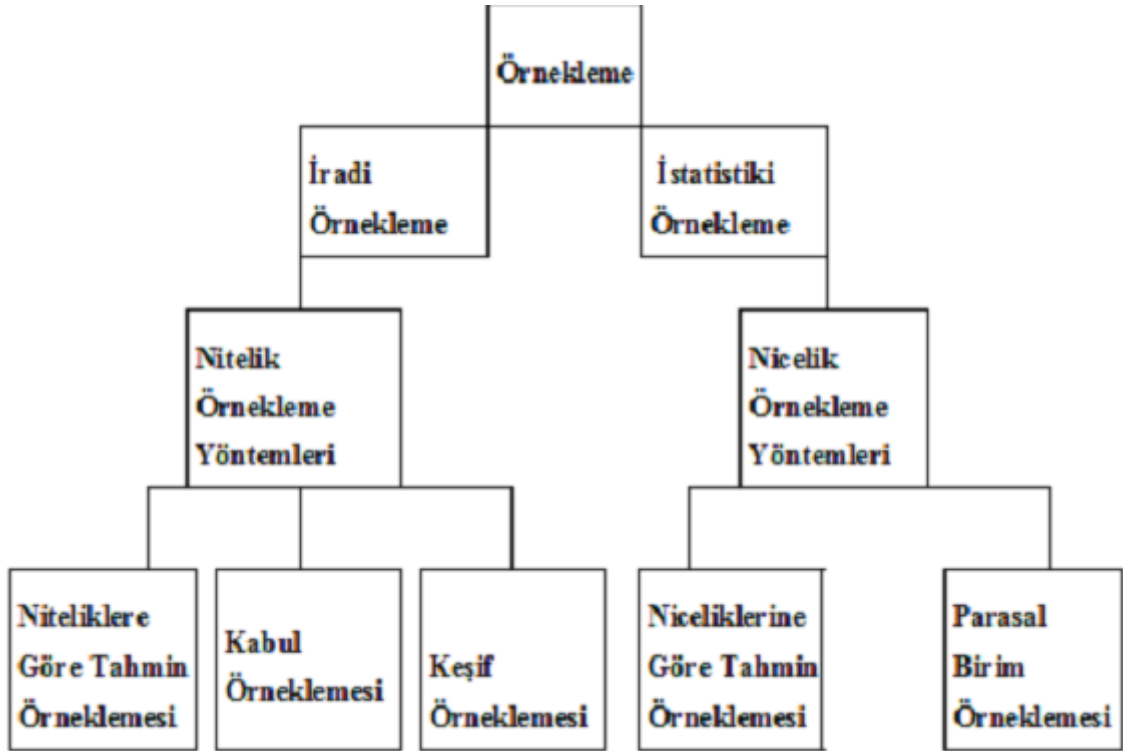 Örnekleme
İradi
Örnekleme
İstatistiki
Örnekleme
Nitelik
Örnekleme
Yöntemleri
Nicelik
Örnekleme
Yöntemleri
Niteliklere
Göre Tahmin
Örneklemesi
Kabul
Örneklemesi
Keşif
Örneklemesi
Niceliklerine
Göre Tahmin
Örneklemesi
Parasal
Birim
Örneklemesi